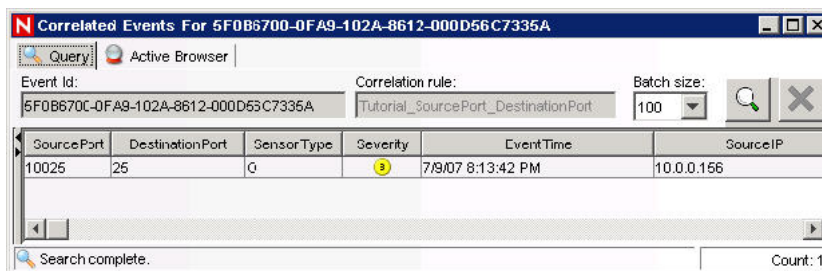 N Correlated Events For 5F0B6700-0FA9-102A-8612-000D56C7335A
Query Active Browser
Event Id: Correlation rule: Batch size:
5F0B670C-0FA9-102A-8612-000D56C7335A Tutorial_SourcePort_DestinationPort 100
SourcePort DestinationPort SensorType Severity EventTime SourceIP
10025 25 3 7/9/07 8:13:42 PM 10.0.0.156
Search complete. Count: 1